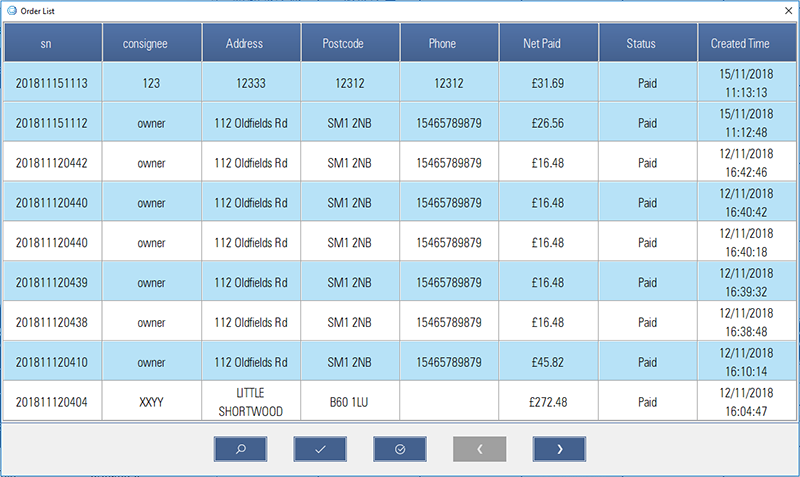 Order List
sn consignee Address Postcode Phone Net Paid Status Created Time
201811151113 123 12333 12312 12312 £31.69 Paid 15/11/2018 11:13:13
201811151112 owner 112 Oldfields Rd SM1 2NB 15465789879 £26.56 Paid 15/11/2018 11:12:48
201811120442 owner 112 Oldfields Rd SM1 2NB 15465789879 £16.48 Paid 12/11/2018 16:42:46
201811120440 owner 112 Oldfields Rd SM1 2NB 15465789879 £16.48 Paid 12/11/2018 16:40:42
201811120440 owner 112 Oldfields Rd SM1 2NB 15465789879 £16.48 Paid 12/11/2018 16:40:18
201811120439 owner 112 Oldfields Rd SM1 2NB 15465789879 £16.48 Paid 12/11/2018 16:39:32
201811120438 owner 112 Oldfields Rd SM1 2NB 15465789879 £16.48 Paid 12/11/2018 16:38:48
201811120410 owner 112 Oldfields Rd SM1 2NB 15465789879 £45.82 Paid 12/11/2018 16:10:14
201811120404 XXYY LITTLE SHORTWOOD B60 1LU £272.48 Paid 12/11/2018 16:04:47